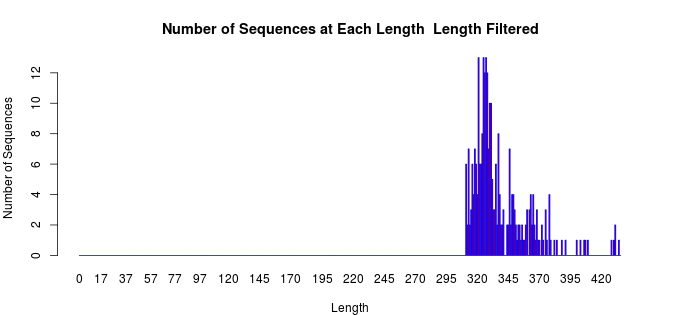 Number of Sequences at Each Length  Length Filtered
Number of Sequences
12
10
8
6
4
2
0
0 17 37 57 77 97 120 145 170 195 220 245 270 295 320 345 370 395 420
Length